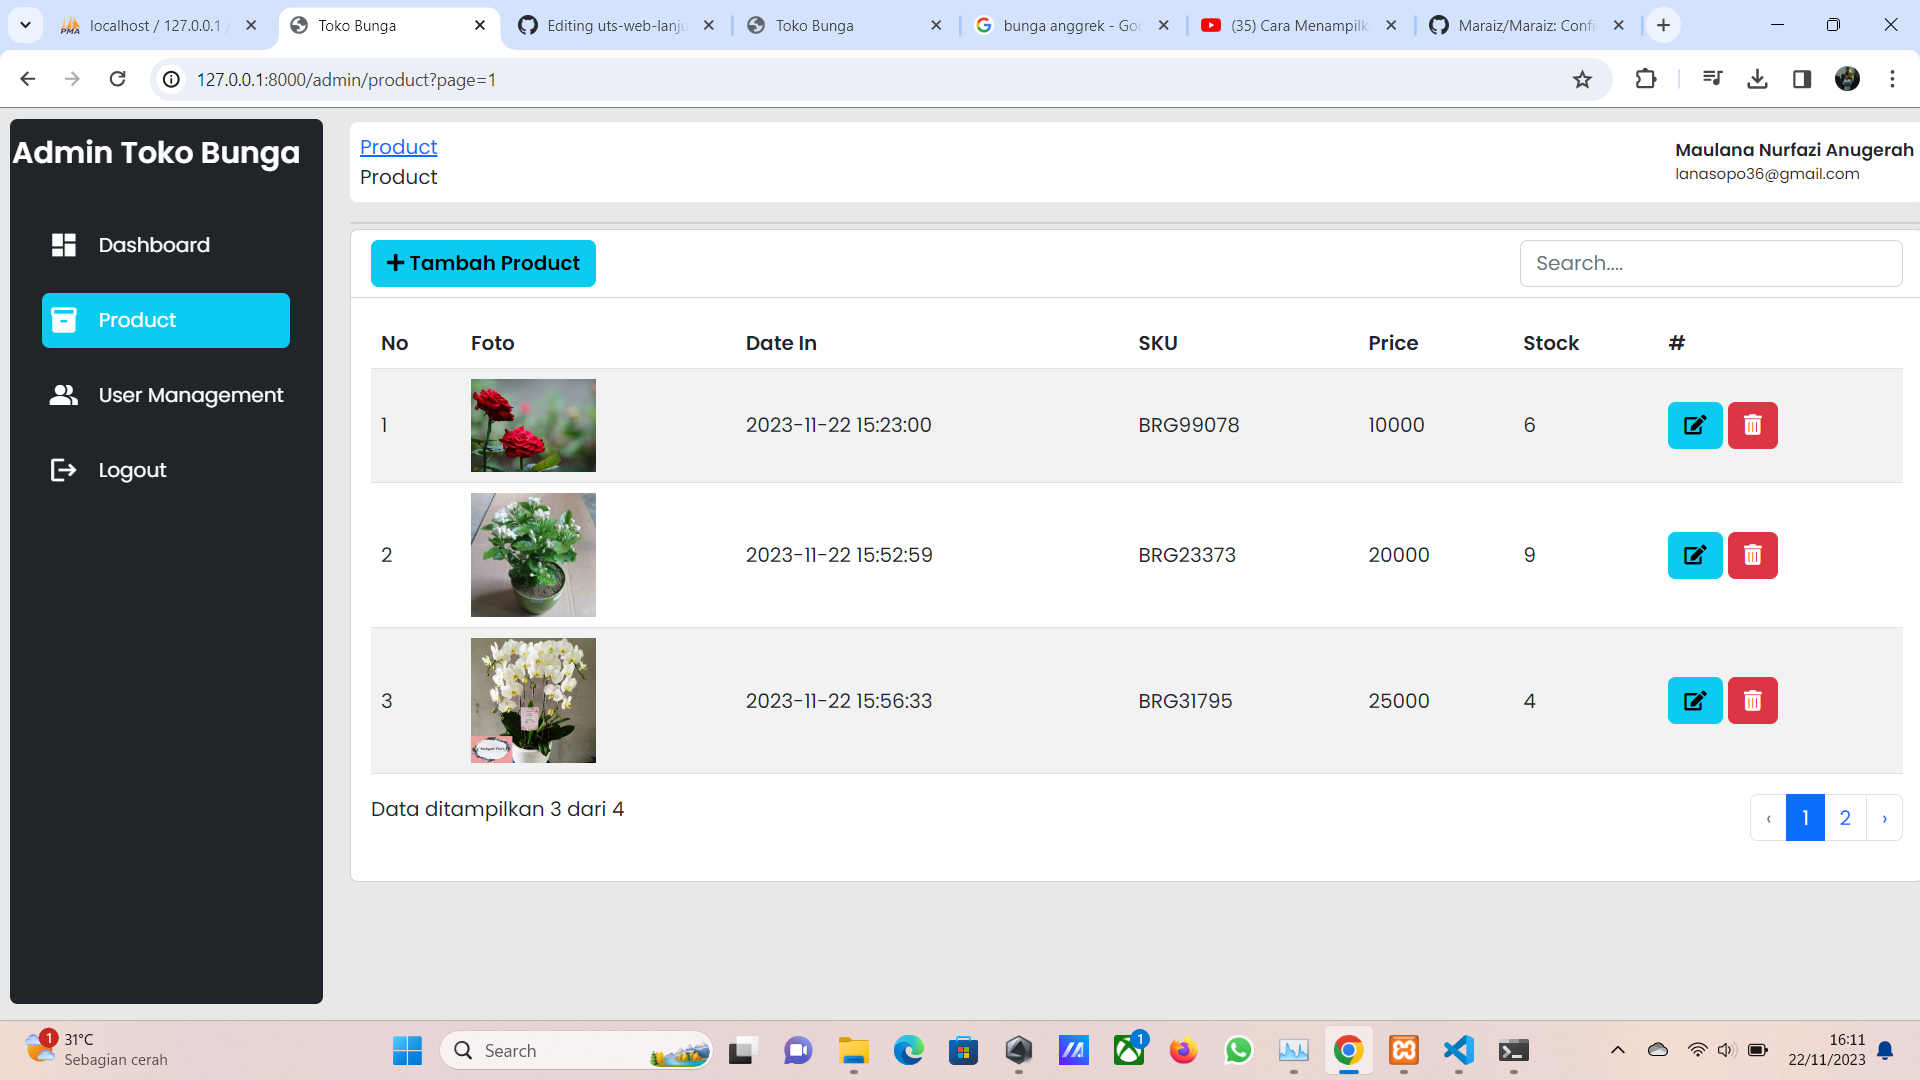 localhost / 127.0.0.1 /
Toko Bunga
Editing uts-web-lanju
Toko Bunga
bunga anggrek - Goo
(35) Cara Menampilk
Maraiz/Maraiz: Confi
127.0.0.1:8000/admin/product?page=1
Admin Toko Bunga
Dashboard
Product
User Management
Logout
Product
Product
Maulana Nurfazi Anugerah
lanasopo36@gmail.com
+ Tambah Product
Search....
No Foto Date In SKU Price Stock #
1 2023-11-22 15:23:00 BRG99078 10000 6
2 2023-11-22 15:52:59 BRG23373 20000 9
3 2023-11-22 15:56:33 BRG31795 25000 4
Data ditampilkan 3 dari 4
‹ 1 2 ›
1
31°C
Sebagian cerah
Search
1
16:11
22/11/2023